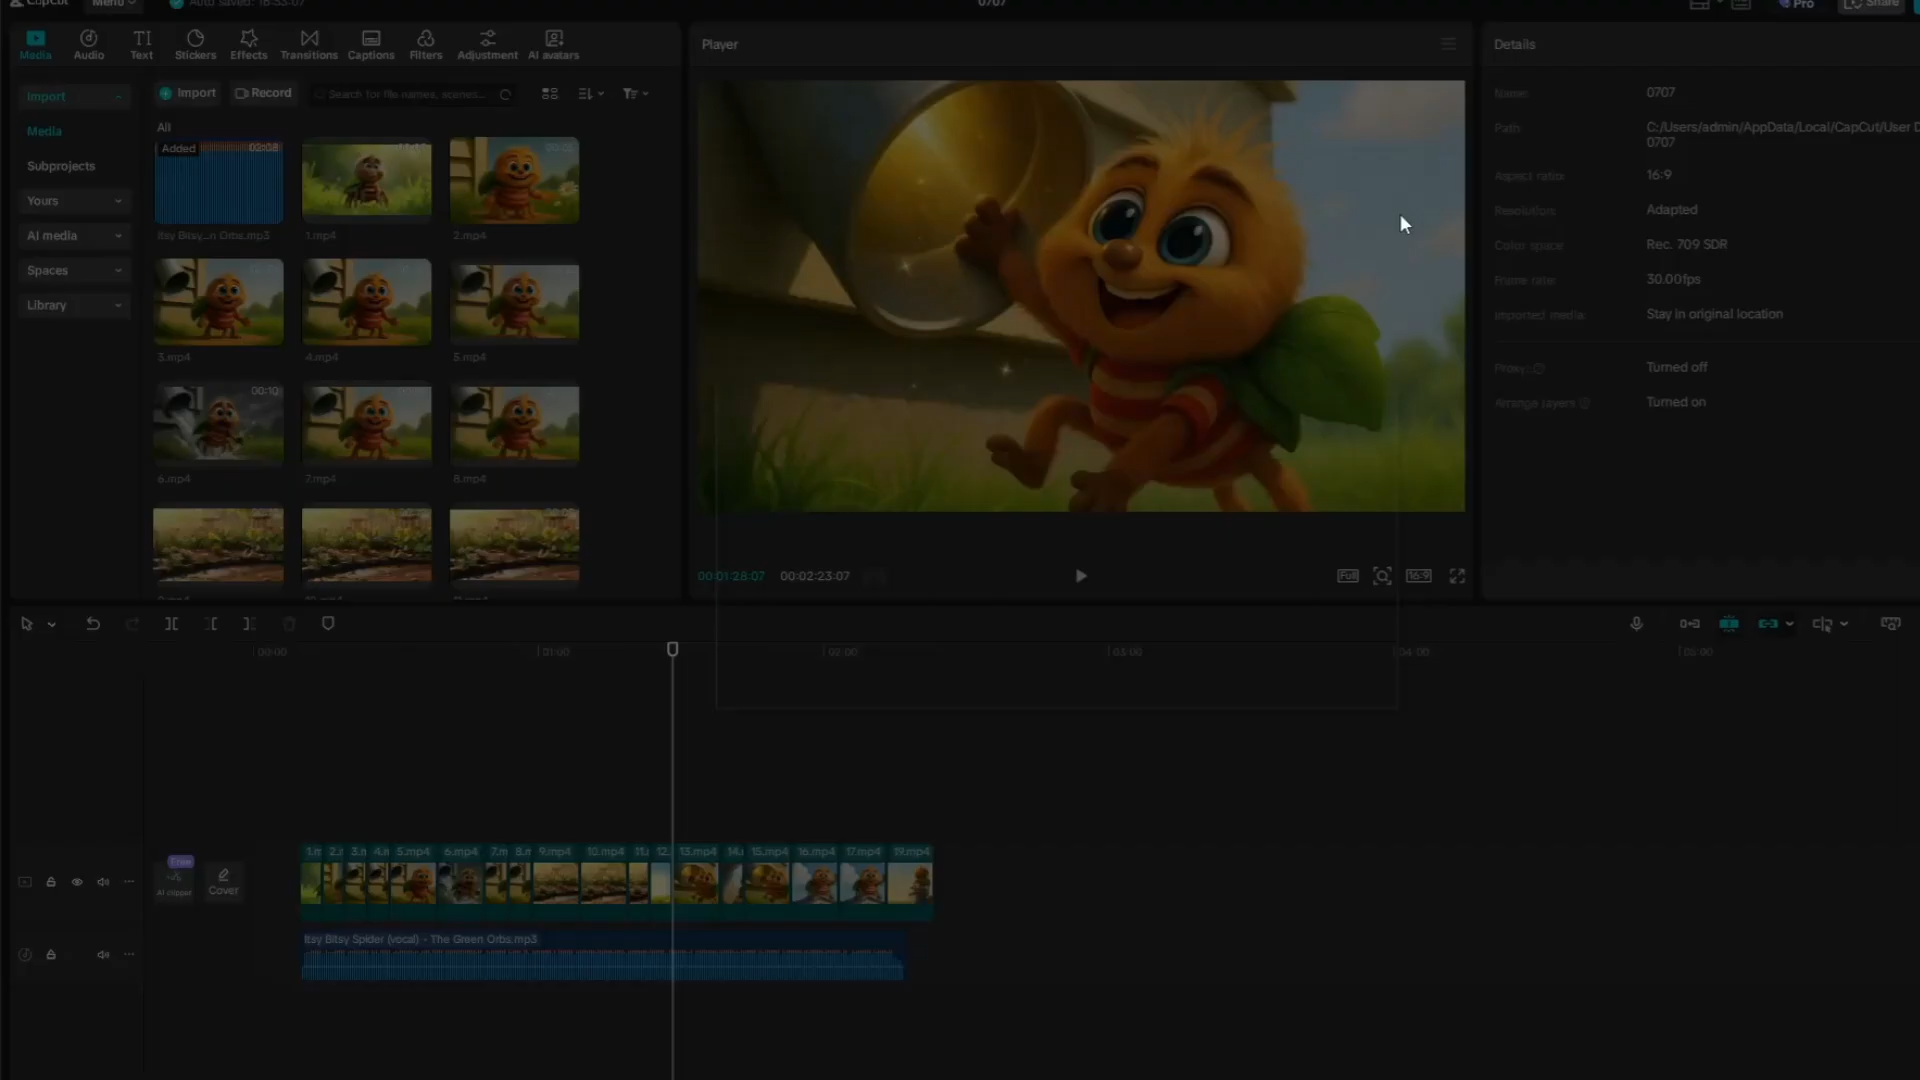 CapCut
Menu
Auto saved: 16:53:07
0707
Pro
Share
Media
Audio
Text
Stickers
Effects
Transitions
Captions
Filters
Adjustment
AI avatars
Player
Details
Import
Media
Subprojects
Yours
AI media
Spaces
Library
Import
Record
Search for file names, scenes...
All
Added
02:08
Itsy Bitsy...n Orbs.mp3
1.mp4
2.mp4
3.mp4
4.mp4
5.mp4
00:10
6.mp4
7.mp4
8.mp4
00:01:28:07
00:02:23:07
Full
16:9
Name:
0707
Path:
C:/Users/admin/AppData/Local/CapCut/User D
0707
Aspect ratio:
16:9
Resolution:
Adapted
Color space:
Rec. 709 SDR
Frame rate:
30.00fps
Imported media:
Stay in original location
Proxy:
Turned off
Arrange layers
Turned on
00:00
01:00
02:00
03:00
04:00
05:00
Free
AI clipper
Cover
1.m
2.
3.m
4.m
5.mp4
6.mp4
7.m
8.m
9.mp4
10.mp4
11.
12.
13.mp4
14.
15.mp4
16.mp4
17.mp4
19.mp4
Itsy Bitsy Spider (vocal) - The Green Orbs.mp3